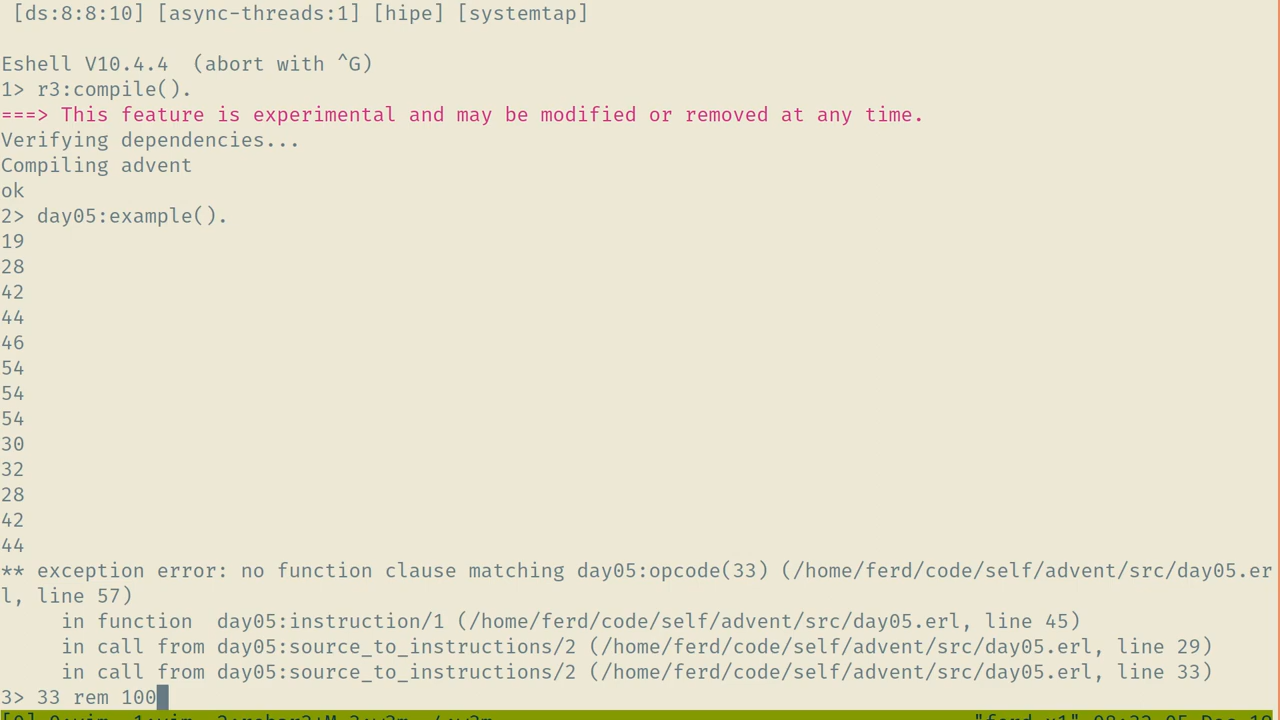 [ds:8:8:10] [async-threads:1] [hipe] [systemtap]
Eshell V10.4.4  (abort with ^G)
1> r3:compile().
===> This feature is experimental and may be modified or removed at any time.
Verifying dependencies...
Compiling advent
ok
2> day05:example().
19
28
42
44
46
54
54
54
30
32
28
42
44
** exception error: no function clause matching day05:opcode(33) (/home/ferd/code/self/advent/src/day05.er
l, line 57)
     in function  day05:instruction/1 (/home/ferd/code/self/advent/src/day05.erl, line 45)
     in call from day05:source_to_instructions/2 (/home/ferd/code/self/advent/src/day05.erl, line 29)
     in call from day05:source_to_instructions/2 (/home/ferd/code/self/advent/src/day05.erl, line 33)
3> 33 rem 100